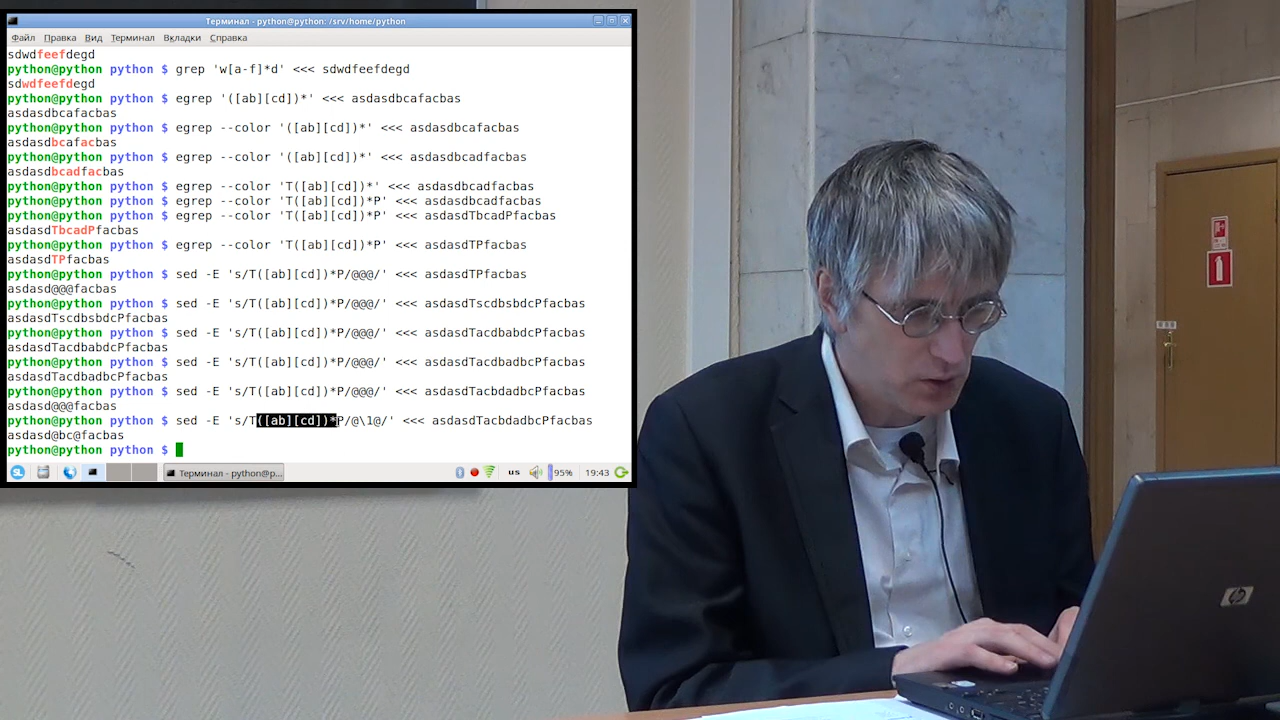 Терминал - python@python: /srv/home/python
Файл Правка Вид Терминал Вкладки Справка
sdwdfeefdegd
python@python python $ grep 'w[a-f]*d' <<< sdwdfeefdegd
sdwdfeefdegd
python@python python $ egrep '([ab][cd])*' <<< asdasdbcafacbas
asdasdbcafacbas
python@python python $ egrep --color '([ab][cd])*' <<< asdasdbcafacbas
asdasdbcafacbas
python@python python $ egrep --color '([ab][cd])*' <<< asdasdbcadfacbas
asdasdbcadfacbas
python@python python $ egrep --color 'T([ab][cd])*' <<< asdasdbcadfacbas
python@python python $ egrep --color 'T([ab][cd])*P' <<< asdasdbcadfacbas
python@python python $ egrep --color 'T([ab][cd])*P' <<< asdasdTbcadPfacbas
asdasdTbcadPfacbas
python@python python $ egrep --color 'T([ab][cd])*P' <<< asdasdTPfacbas
asdasdTPfacbas
python@python python $ sed -E 's/T([ab][cd])*P/@@@/' <<< asdasdTPfacbas
asdasd@@@facbas
python@python python $ sed -E 's/T([ab][cd])*P/@@@/' <<< asdasdTscdbsbdcPfacbas
asdasdTscdbsbdcPfacbas
python@python python $ sed -E 's/T([ab][cd])*P/@@@/' <<< asdasdTacdbabdcPfacbas
asdasdTacdbabdcPfacbas
python@python python $ sed -E 's/T([ab][cd])*P/@@@/' <<< asdasdTacdbadbcPfacbas
asdasdTacdbadbcPfacbas
python@python python $ sed -E 's/T([ab][cd])*P/@@@/' <<< asdasdTacbdadbcPfacbas
asdasd@@@facbas
python@python python $ sed -E 's/T([ab][cd])*P/@\1@/' <<< asdasdTacbdadbcPfacbas
asdasd@bc@facbas
python@python python $
Терминал - python@p...
us
95%
19:43
hp